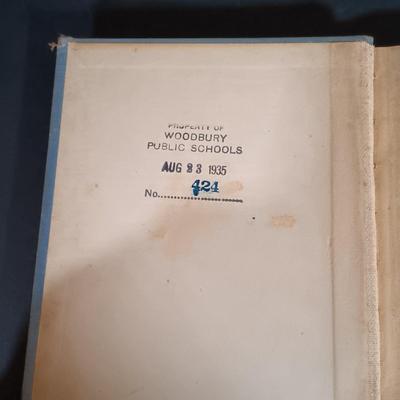 PROPERTY OF
WOODBURY
PUBLIC SCHOOLS
AUG 23 1935
No. 424